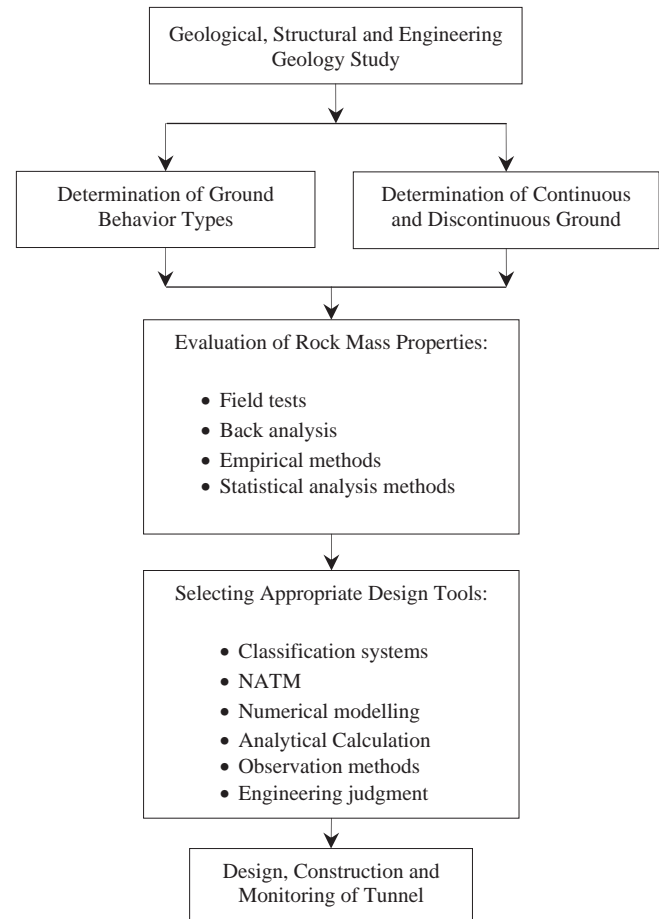 Geological, Structural and Engineering
Geology Study
Determination of Ground
Behavior Types
Determination of Continuous
and Discontinuous Ground
Evaluation of Rock Mass Properties:
• Field tests
• Back analysis
• Empirical methods
• Statistical analysis methods
Selecting Appropriate Design Tools:
• Classification systems
• NATM
• Numerical modelling
• Analytical Calculation
• Observation methods
• Engineering judgment
Design, Construction and
Monitoring of Tunnel